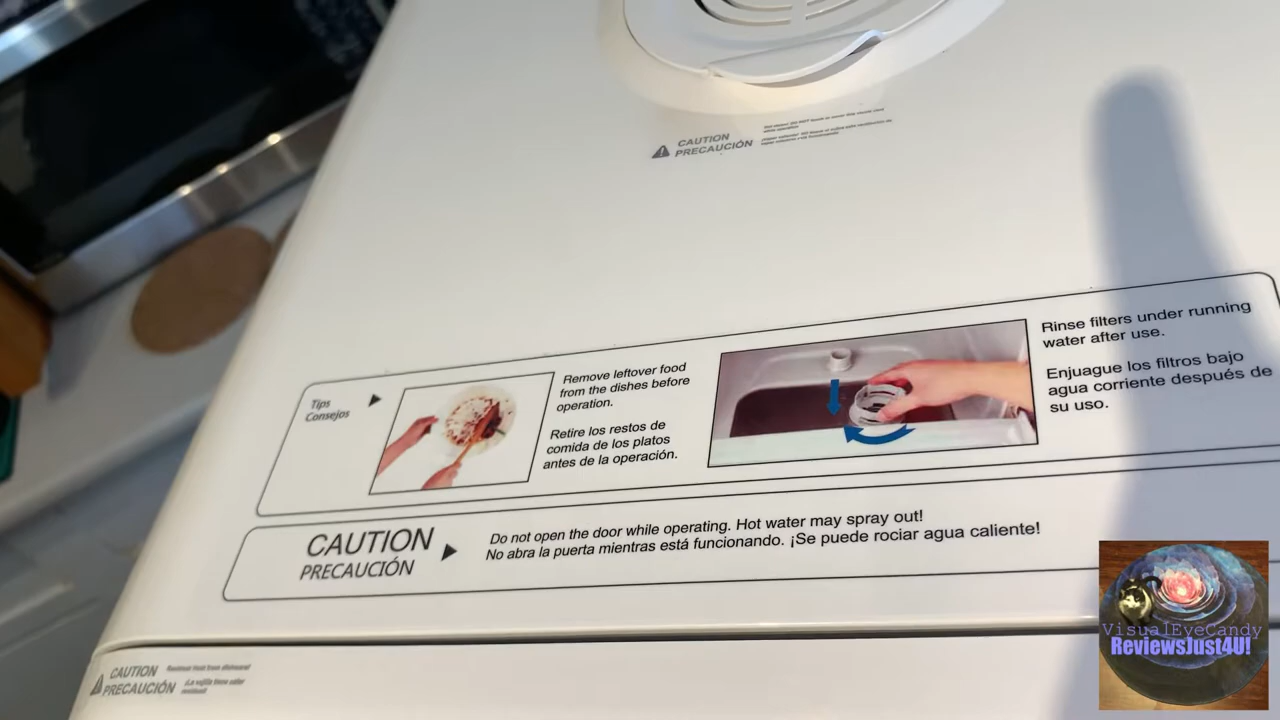 CAUTION
PRECAUCIÓN
Tips
Consejos
Remove leftover food
from the dishes before
operation.
Retire los restos de
comida de los platos
antes de la operación.
Rinse filters under running
water after use.
Enjuague los filtros bajo
agua corriente después de
su uso.
CAUTION
PRECAUCIÓN
Do not open the door while operating. Hot water may spray out!
No abra la puerta mientras está funcionando. ¡Se puede rociar agua caliente!
CAUTION
PRECAUCIÓN
VisualEyeCandy
ReviewsJust4U!